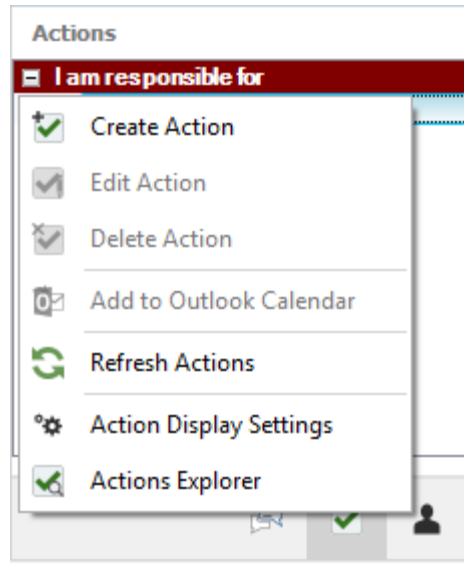 Actions
I am responsible for
Create Action
Edit Action
Delete Action
Add to Outlook Calendar
Refresh Actions
Action Display Settings
Actions Explorer